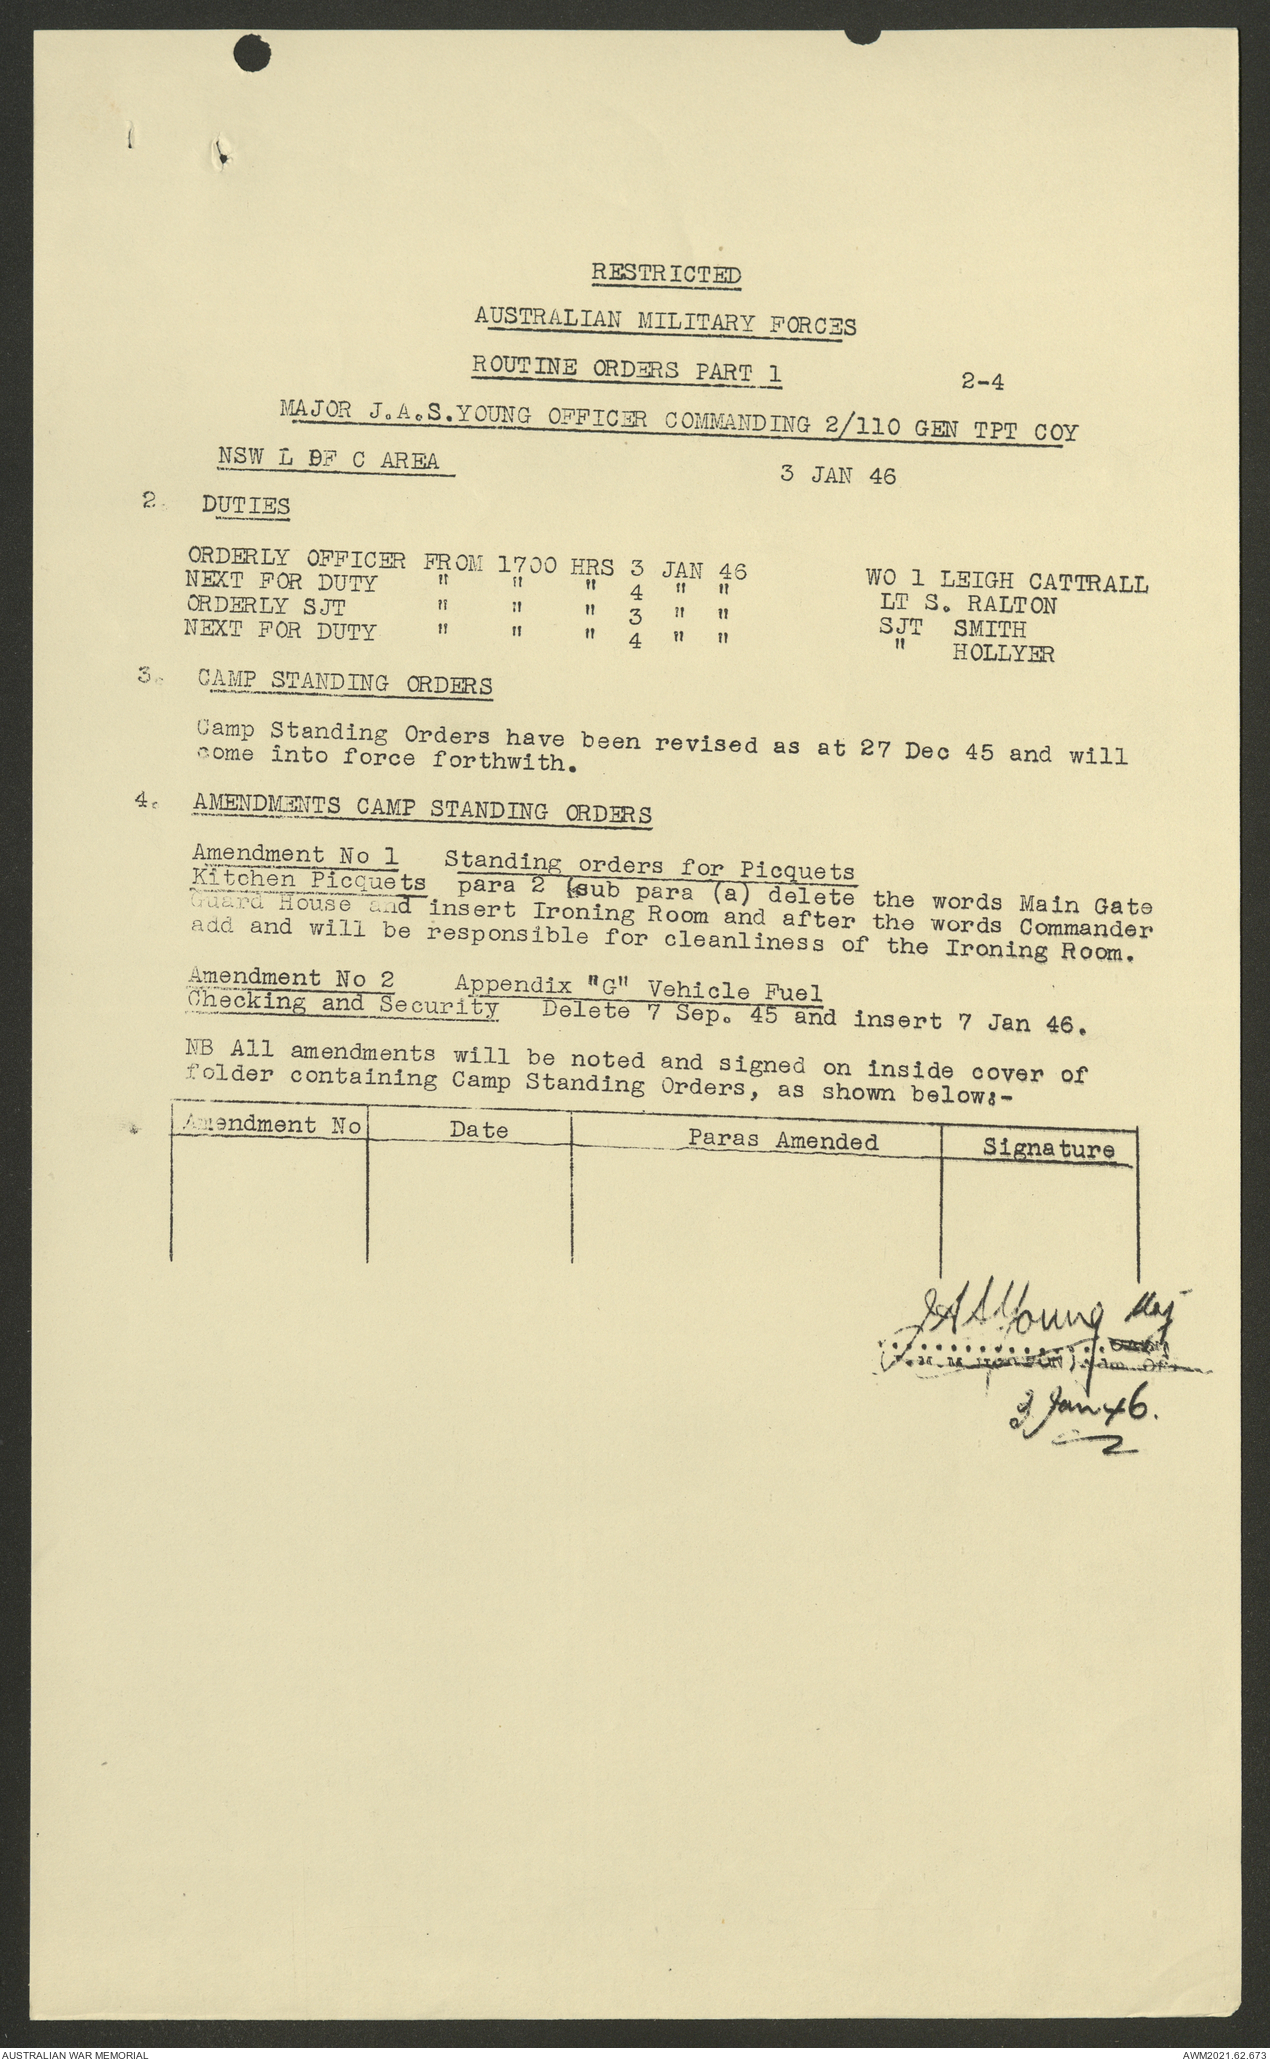 RESTRICTED
AUSTRALIAN MILITARY FORCES
ROUTINE ORDERS PART 1 2-4
MAJOR J.A.S.YOUNG OFFICER COMMANDING 2/110 GEN TPT COY
NSW L OF C AREA 3 JAN 46
2. DUTIES
ORDERLY OFFICER FROM 1700 HRS 3 JAN 46 WO 1 LEIGH CATTRALL
NEXT FOR DUTY " " " 4 " " LT S. RALTON
ORDERLY SJT " " " 3 " " SJT SMITH
NEXT FOR DUTY " " " 4 " " " HOLLYER
3. CAMP STANDING ORDERS
Camp Standing Orders have been revised as at 27 Dec 45 and will
come into force forthwith.
4. AMENDMENTS CAMP STANDING ORDERS
Amendment No 1 Standing orders for Picquets
Kitchen Picquets para 2 (sub para (a) delete the words Main Gate
Guard House and insert Ironing Room and after the words Commander
add and will be responsible for cleanliness of the Ironing Room.
Amendment No 2 Appendix "G" Vehicle Fuel
Checking and Security Delete 7 Sep. 45 and insert 7 Jan 46.
NB All amendments will be noted and signed on inside cover of
folder containing Camp Standing Orders, as shown below:-
Amendment No Date Paras Amended Signature
JAS Young Maj
3 Jan 46.
AUSTRALIAN WAR MEMORIAL AWM2021.62.673